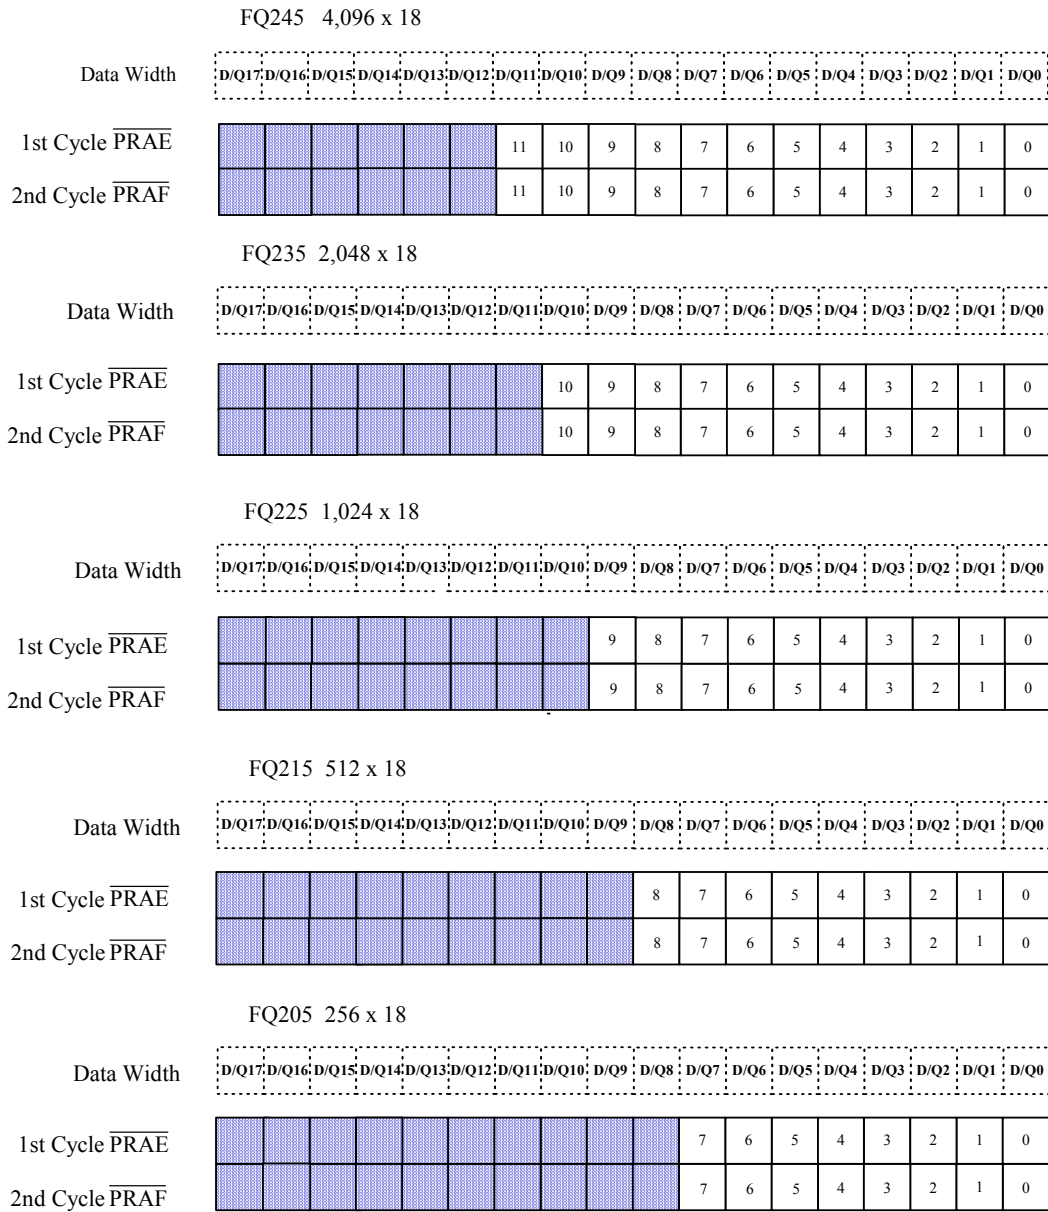 FQ245 4,096 x 18
Data Width D/Q17 D/Q16 D/Q15 D/Q14 D/Q13 D/Q12 D/Q11 D/Q10 D/Q9 D/Q8 D/Q7 D/Q6 D/Q5 D/Q4 D/Q3 D/Q2 D/Q1 D/Q0
1st Cycle PRAE 11 10 9 8 7 6 5 4 3 2 1 0
2nd Cycle PRAF 11 10 9 8 7 6 5 4 3 2 1 0
FQ235 2,048 x 18
Data Width D/Q17 D/Q16 D/Q15 D/Q14 D/Q13 D/Q12 D/Q11 D/Q10 D/Q9 D/Q8 D/Q7 D/Q6 D/Q5 D/Q4 D/Q3 D/Q2 D/Q1 D/Q0
1st Cycle PRAE 10 9 8 7 6 5 4 3 2 1 0
2nd Cycle PRAF 10 9 8 7 6 5 4 3 2 1 0
FQ225 1,024 x 18
Data Width D/Q17 D/Q16 D/Q15 D/Q14 D/Q13 D/Q12 D/Q11 D/Q10 D/Q9 D/Q8 D/Q7 D/Q6 D/Q5 D/Q4 D/Q3 D/Q2 D/Q1 D/Q0
1st Cycle PRAE 9 8 7 6 5 4 3 2 1 0
2nd Cycle PRAF 9 8 7 6 5 4 3 2 1 0
FQ215 512 x 18
Data Width D/Q17 D/Q16 D/Q15 D/Q14 D/Q13 D/Q12 D/Q11 D/Q10 D/Q9 D/Q8 D/Q7 D/Q6 D/Q5 D/Q4 D/Q3 D/Q2 D/Q1 D/Q0
1st Cycle PRAE 8 7 6 5 4 3 2 1 0
2nd Cycle PRAF 8 7 6 5 4 3 2 1 0
FQ205 256 x 18
Data Width D/Q17 D/Q16 D/Q15 D/Q14 D/Q13 D/Q12 D/Q11 D/Q10 D/Q9 D/Q8 D/Q7 D/Q6 D/Q5 D/Q4 D/Q3 D/Q2 D/Q1 D/Q0
1st Cycle PRAE 7 6 5 4 3 2 1 0
2nd Cycle PRAF 7 6 5 4 3 2 1 0